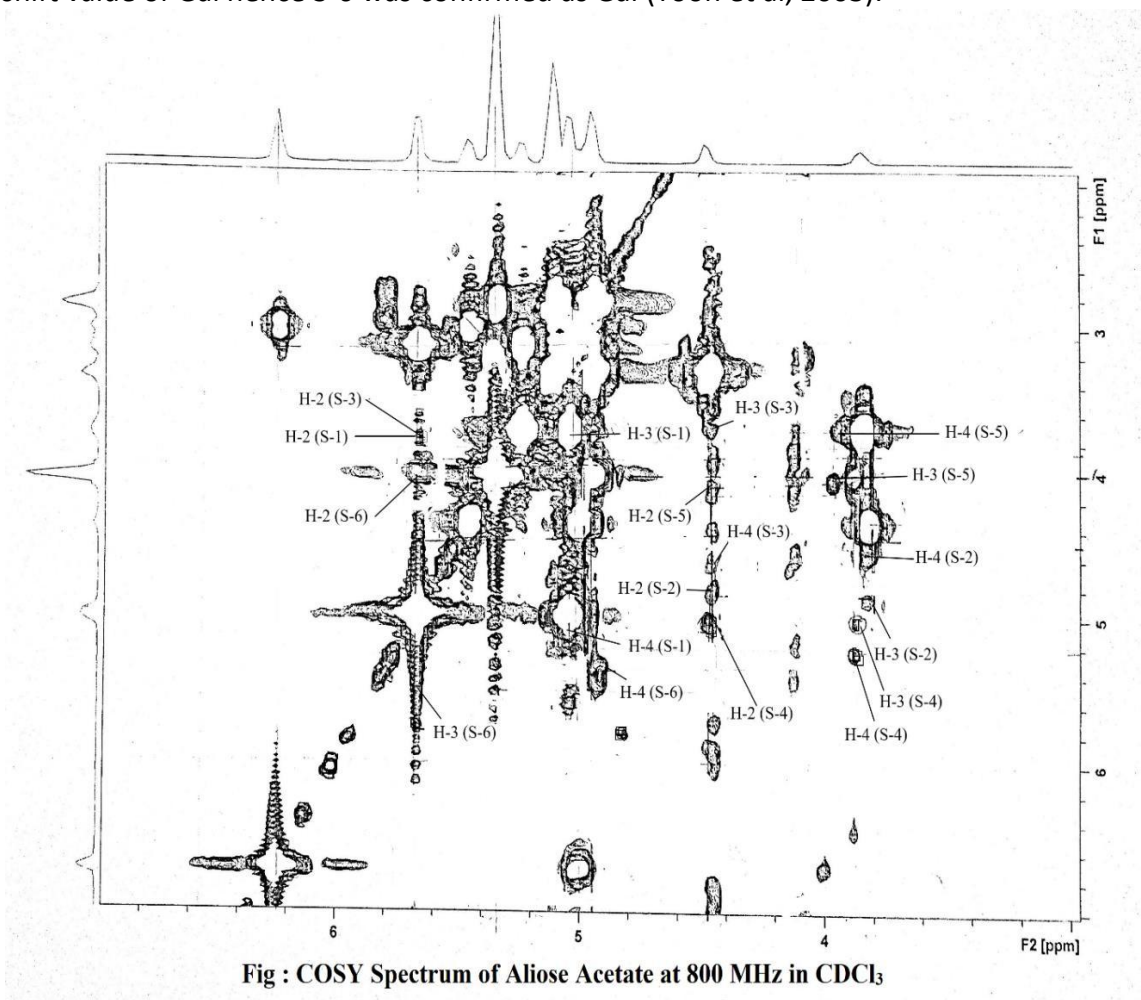 shift value of Gal hence S-6 was confirmed as Gal (Yoon et al., 2003).
F1 [ppm]
3
H-2 (S-3)
H-3 (S-3)
H-2 (S-1)
H-3 (S-1)
H-4 (S-5)
4
H-3 (S-5)
H-2 (S-6)
H-2 (S-5)
H-4 (S-3)
H-4 (S-2)
H-2 (S-2)
5
H-4 (S-1)
H-3 (S-2)
H-4 (S-6)
H-3 (S-4)
H-2 (S-4)
H-3 (S-6)
H-4 (S-4)
6
6
5
4
F2 [ppm]
Fig : COSY Spectrum of Aliose Acetate at 800 MHz in CDCl₃